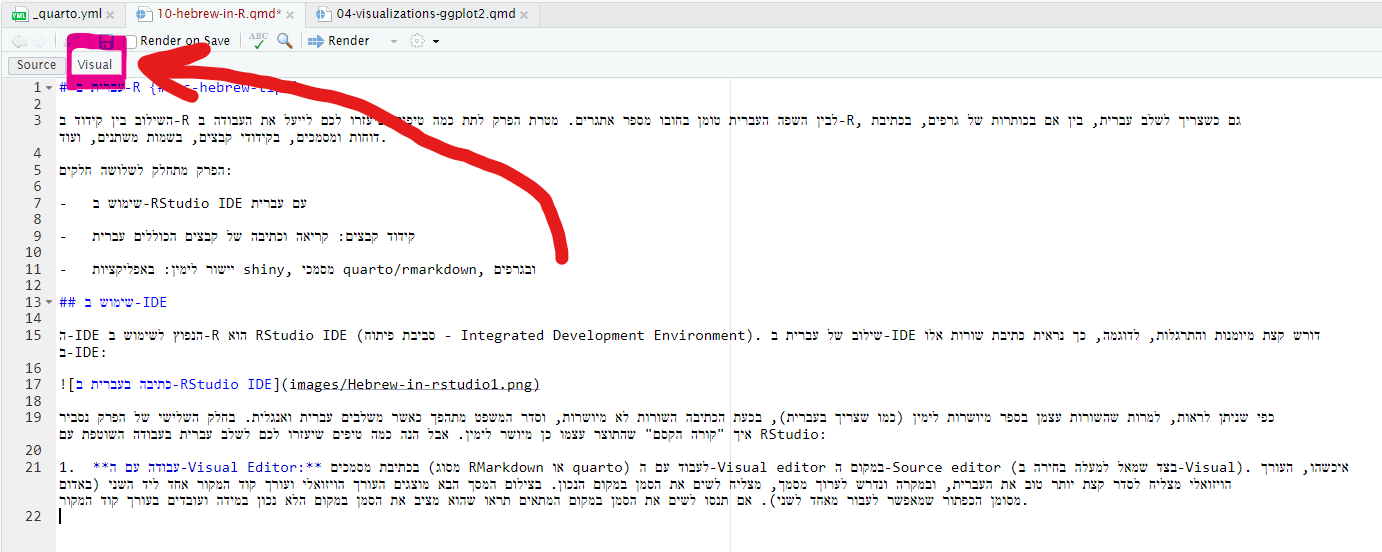 _quarto.yml
10-hebrew-in-R.qmd*
04-visualizations-ggplot2.qmd
Render on Save
ABC
Render
Source
Visual
1 # עברית ב-R
2
3 השילוב בין קידוד ב-R לבין השפה העברית טומן בחובו מספר אתגרים. מטרת הפרק לתת כמה לכם לייעל את העבודה ב-R, גם כשצריך לשלב עברית, בין אם בכותרות של גרפים, בכתיבת
דוחות ומסמכים, בקידודי קבצים, בשמות משתנים, ועוד.
4
5 הפרק מתחלק לשלושה חלקים:
6
7 - שימוש ב-RStudio IDE עם עברית
8
9 - קידוד קבצים: קריאה וכתיבה של קבצים הכוללים עברית
10
11 - יישור לימין: באפליקציות shiny, מסמכי quarto/rmarkdown, ובגרפים
12
13 ## שימוש ב-IDE
14
15 ה-IDE הנפוץ לשימוש ב-R הוא RStudio IDE (סביבת פיתוח - Integrated Development Environment). שילוב של עברית ב-IDE דורש קצת מיומנות והתרגלות, לדוגמה, כך נראית כתיבת שורות אלו
ב-IDE:
16
17 ![כתיבה בעברית ב-RStudio IDE](images/Hebrew-in-rstudio1.png)
18
19 כפי שניתן לראות, למרות שהשורות עצמן בספר מיושרות לימין (כמו שצריך בעברית), בכעת הכתיבה השורות לא מיושרות, וסדר המשפט מתהפך כאשר משלבים עברית ואנגלית. בחלק השלישי של הפרק נסביר
איך "קורה הקסם" שהתוצר עצמו כן מיושר לימין. אבל הנה כמה טיפים שיעזרו לכם לשלב עברית בעבודה השוטפת עם RStudio:
20
21 1. **עבודה עם ה-Visual Editor:** בכתיבת מסמכים (מסוג RMarkdown או quarto) לעבוד עם ה-Visual editor במקום ה-Source editor (בצד שמאל למעלה בחירה ב-Visual). איכשהו, העורך
הויזואלי מצליח לסדר קצת יותר טוב את העברית, ובמקרה ונדרש לערוך מסמך, מצליח לשים את הסמן במקום הנכון. בצילום המסך הבא מוצגים העורך הויזואלי ועורך קוד המקור אחד ליד השני (באדום
מסומן הכפתור שמאפשר לעבור מאחד לשני). אם תנסו לשים את הסמן במקום המתאים תראו שהוא מציב את הסמן במקום הלא נכון במידה ועובדים בעורך קוד המקור.
22